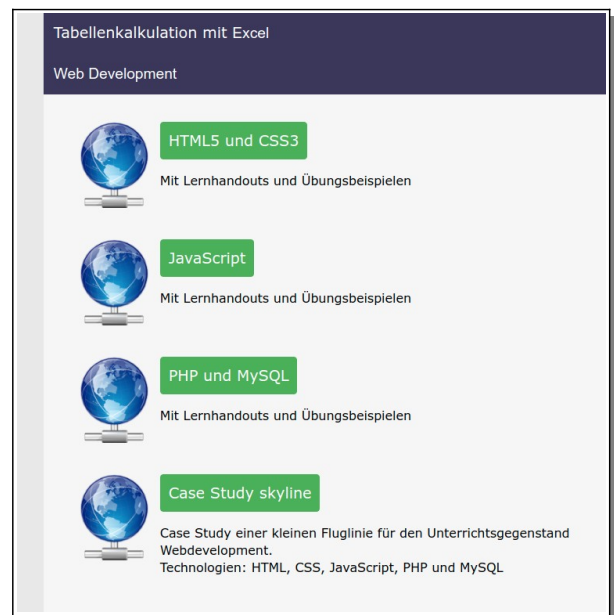 Tabellenkalkulation mit Excel
Web Development
HTML5 und CSS3
Mit Lernhandouts und Übungsbeispielen
JavaScript
Mit Lernhandouts und Übungsbeispielen
PHP und MySQL
Mit Lernhandouts und Übungsbeispielen
Case Study skyline
Case Study einer kleinen Fluglinie für den Unterrichtsgegenstand
Webdevelopment.
Technologien: HTML, CSS, JavaScript, PHP und MySQL